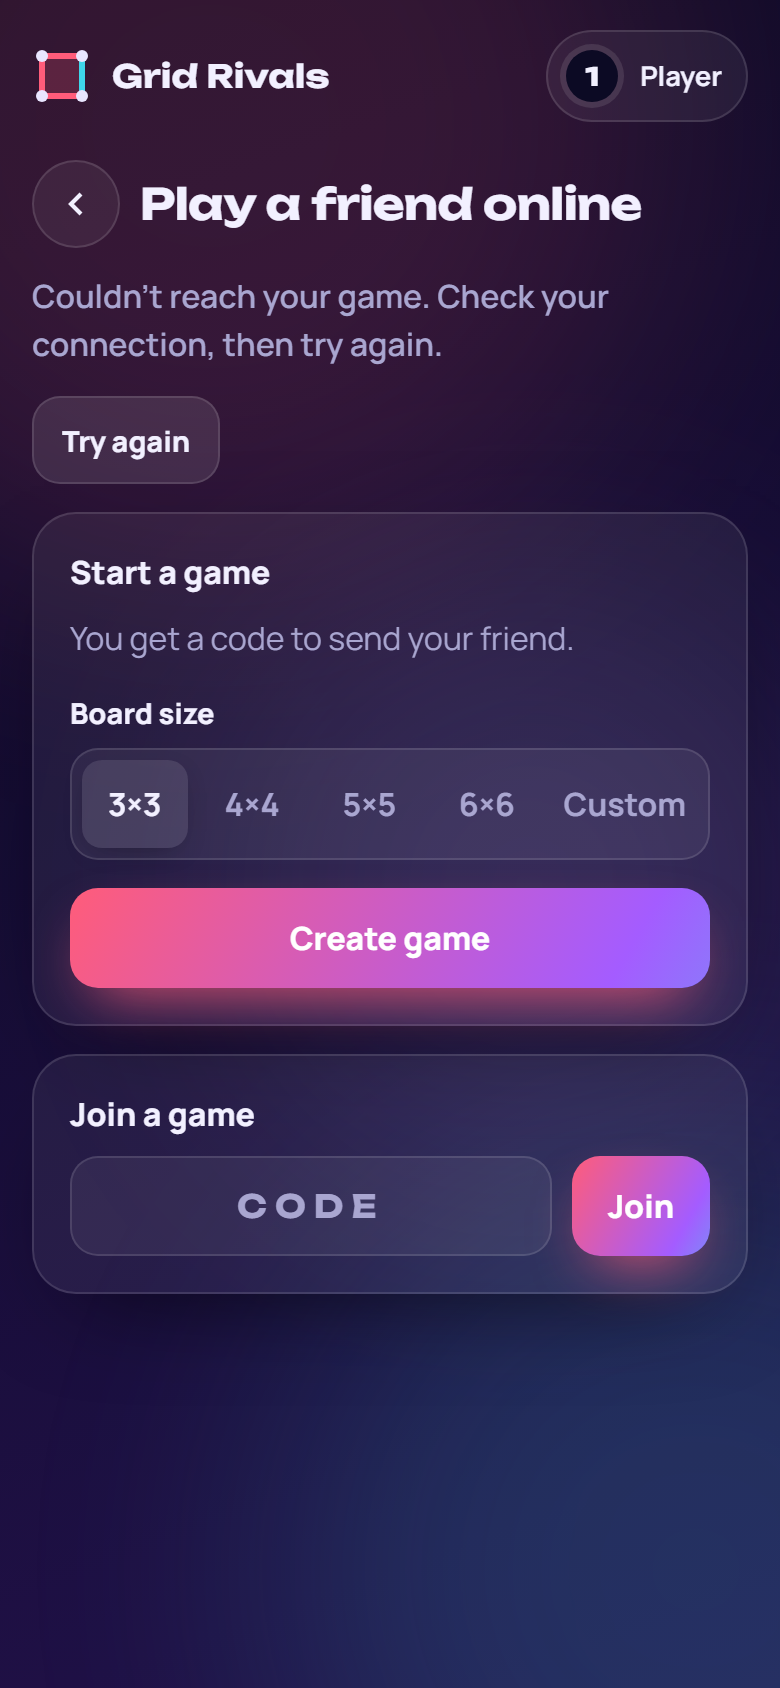 Grid Rivals
1 Player
Play a friend online
Couldn’t reach your game. Check your
connection, then try again.
Try again
Start a game
You get a code to send your friend.
Board size
3×3 4×4 5×5 6×6 Custom
Create game
Join a game
CODE Join